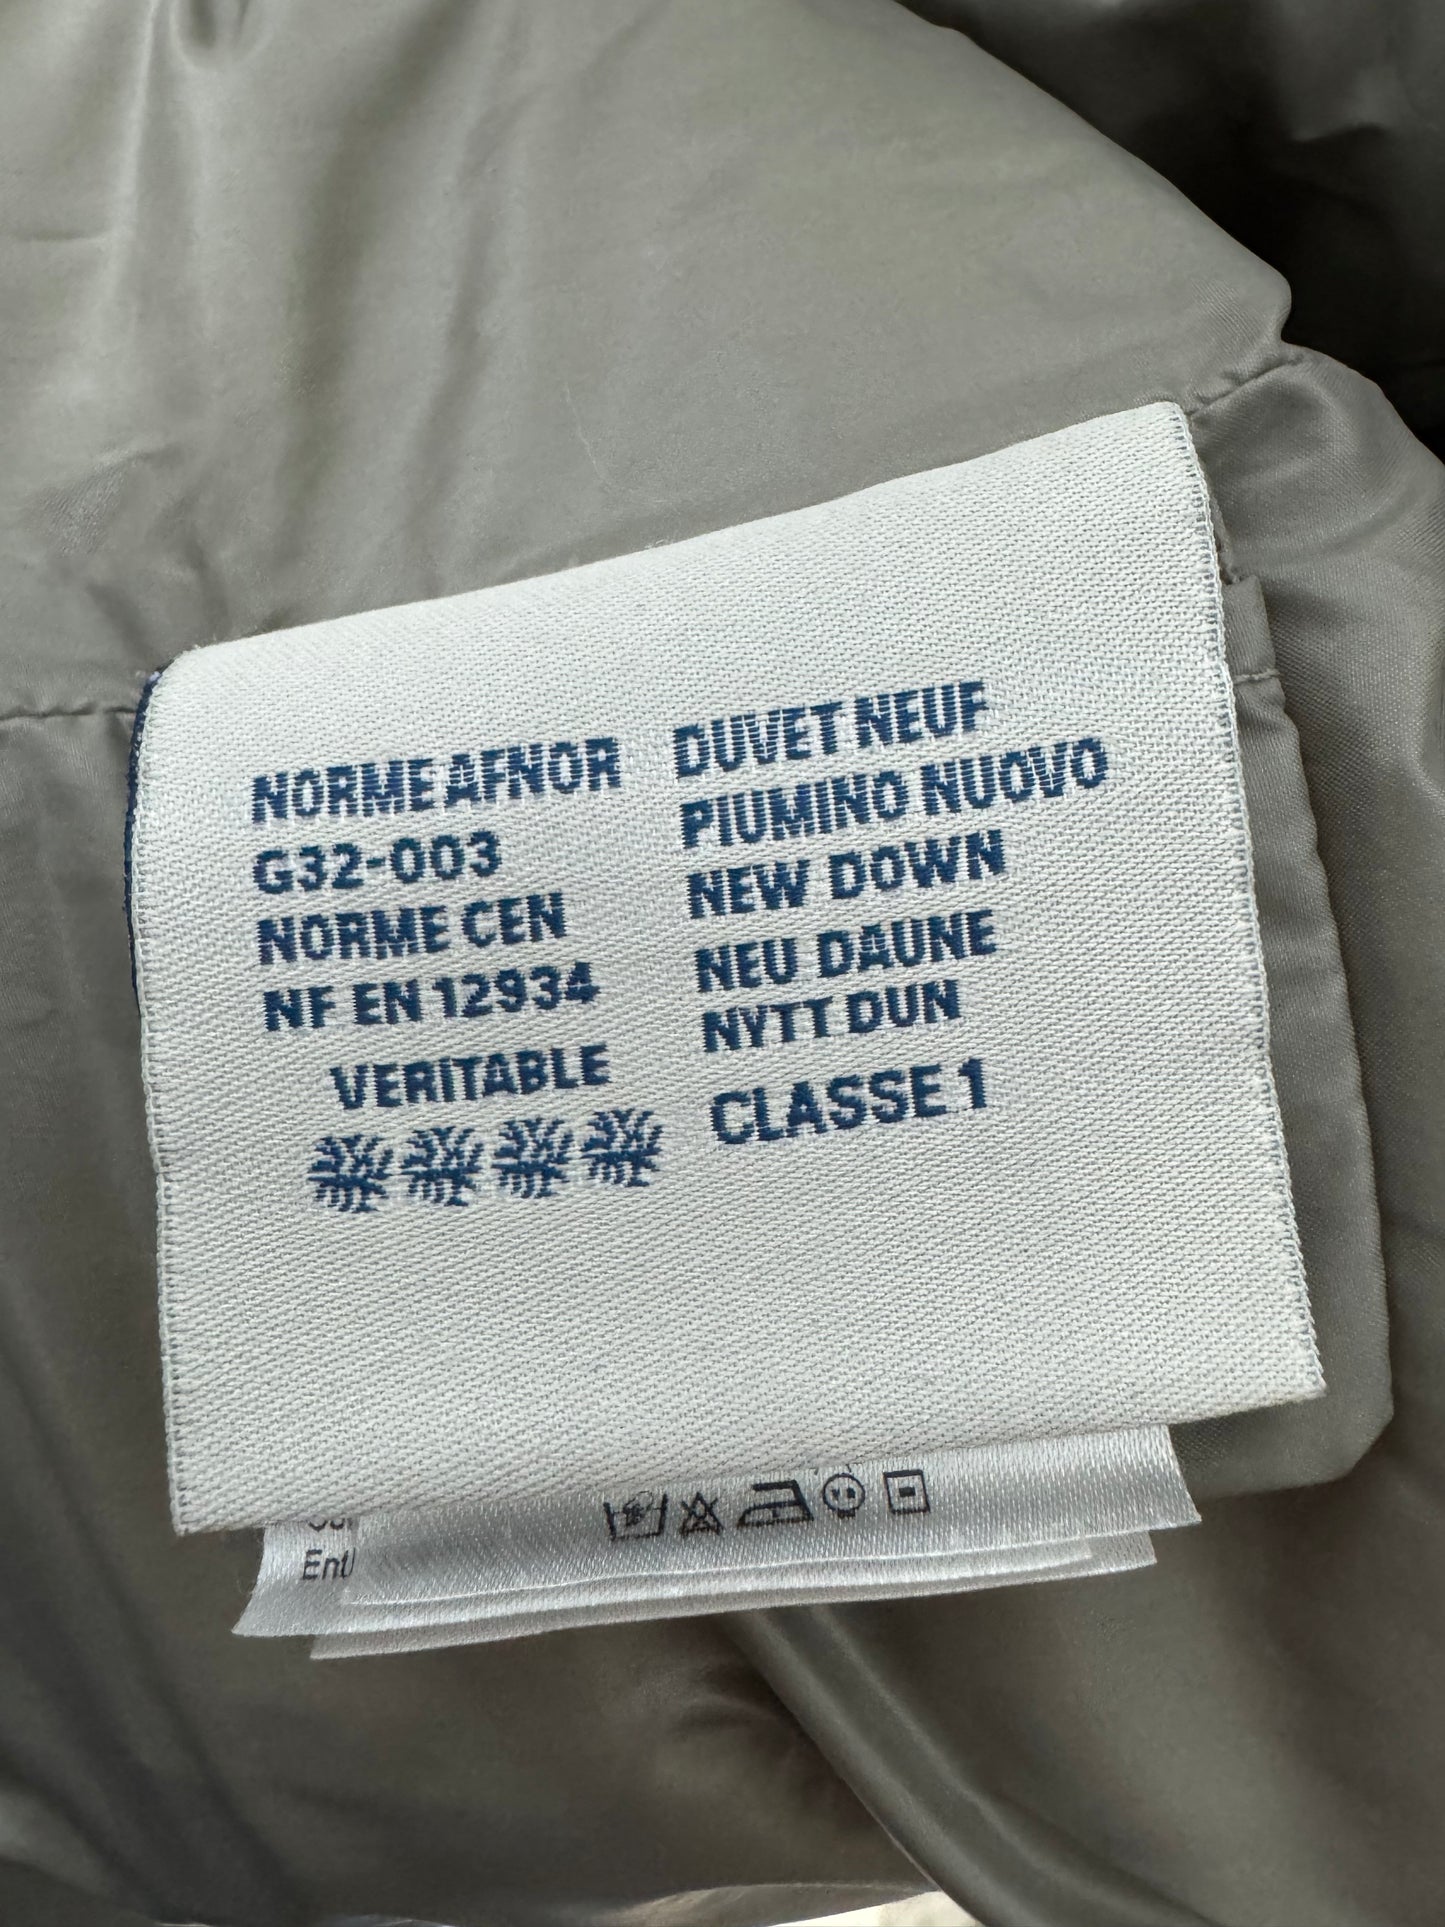 NORME AFNOR
G32-003
NORME CEN
NF EN 12934
VERITABLE
DUVET NEUF
PIUMINO NUOVO
NEW DOWN
NEU DAUNE
NYTT DUN
CLASSE 1